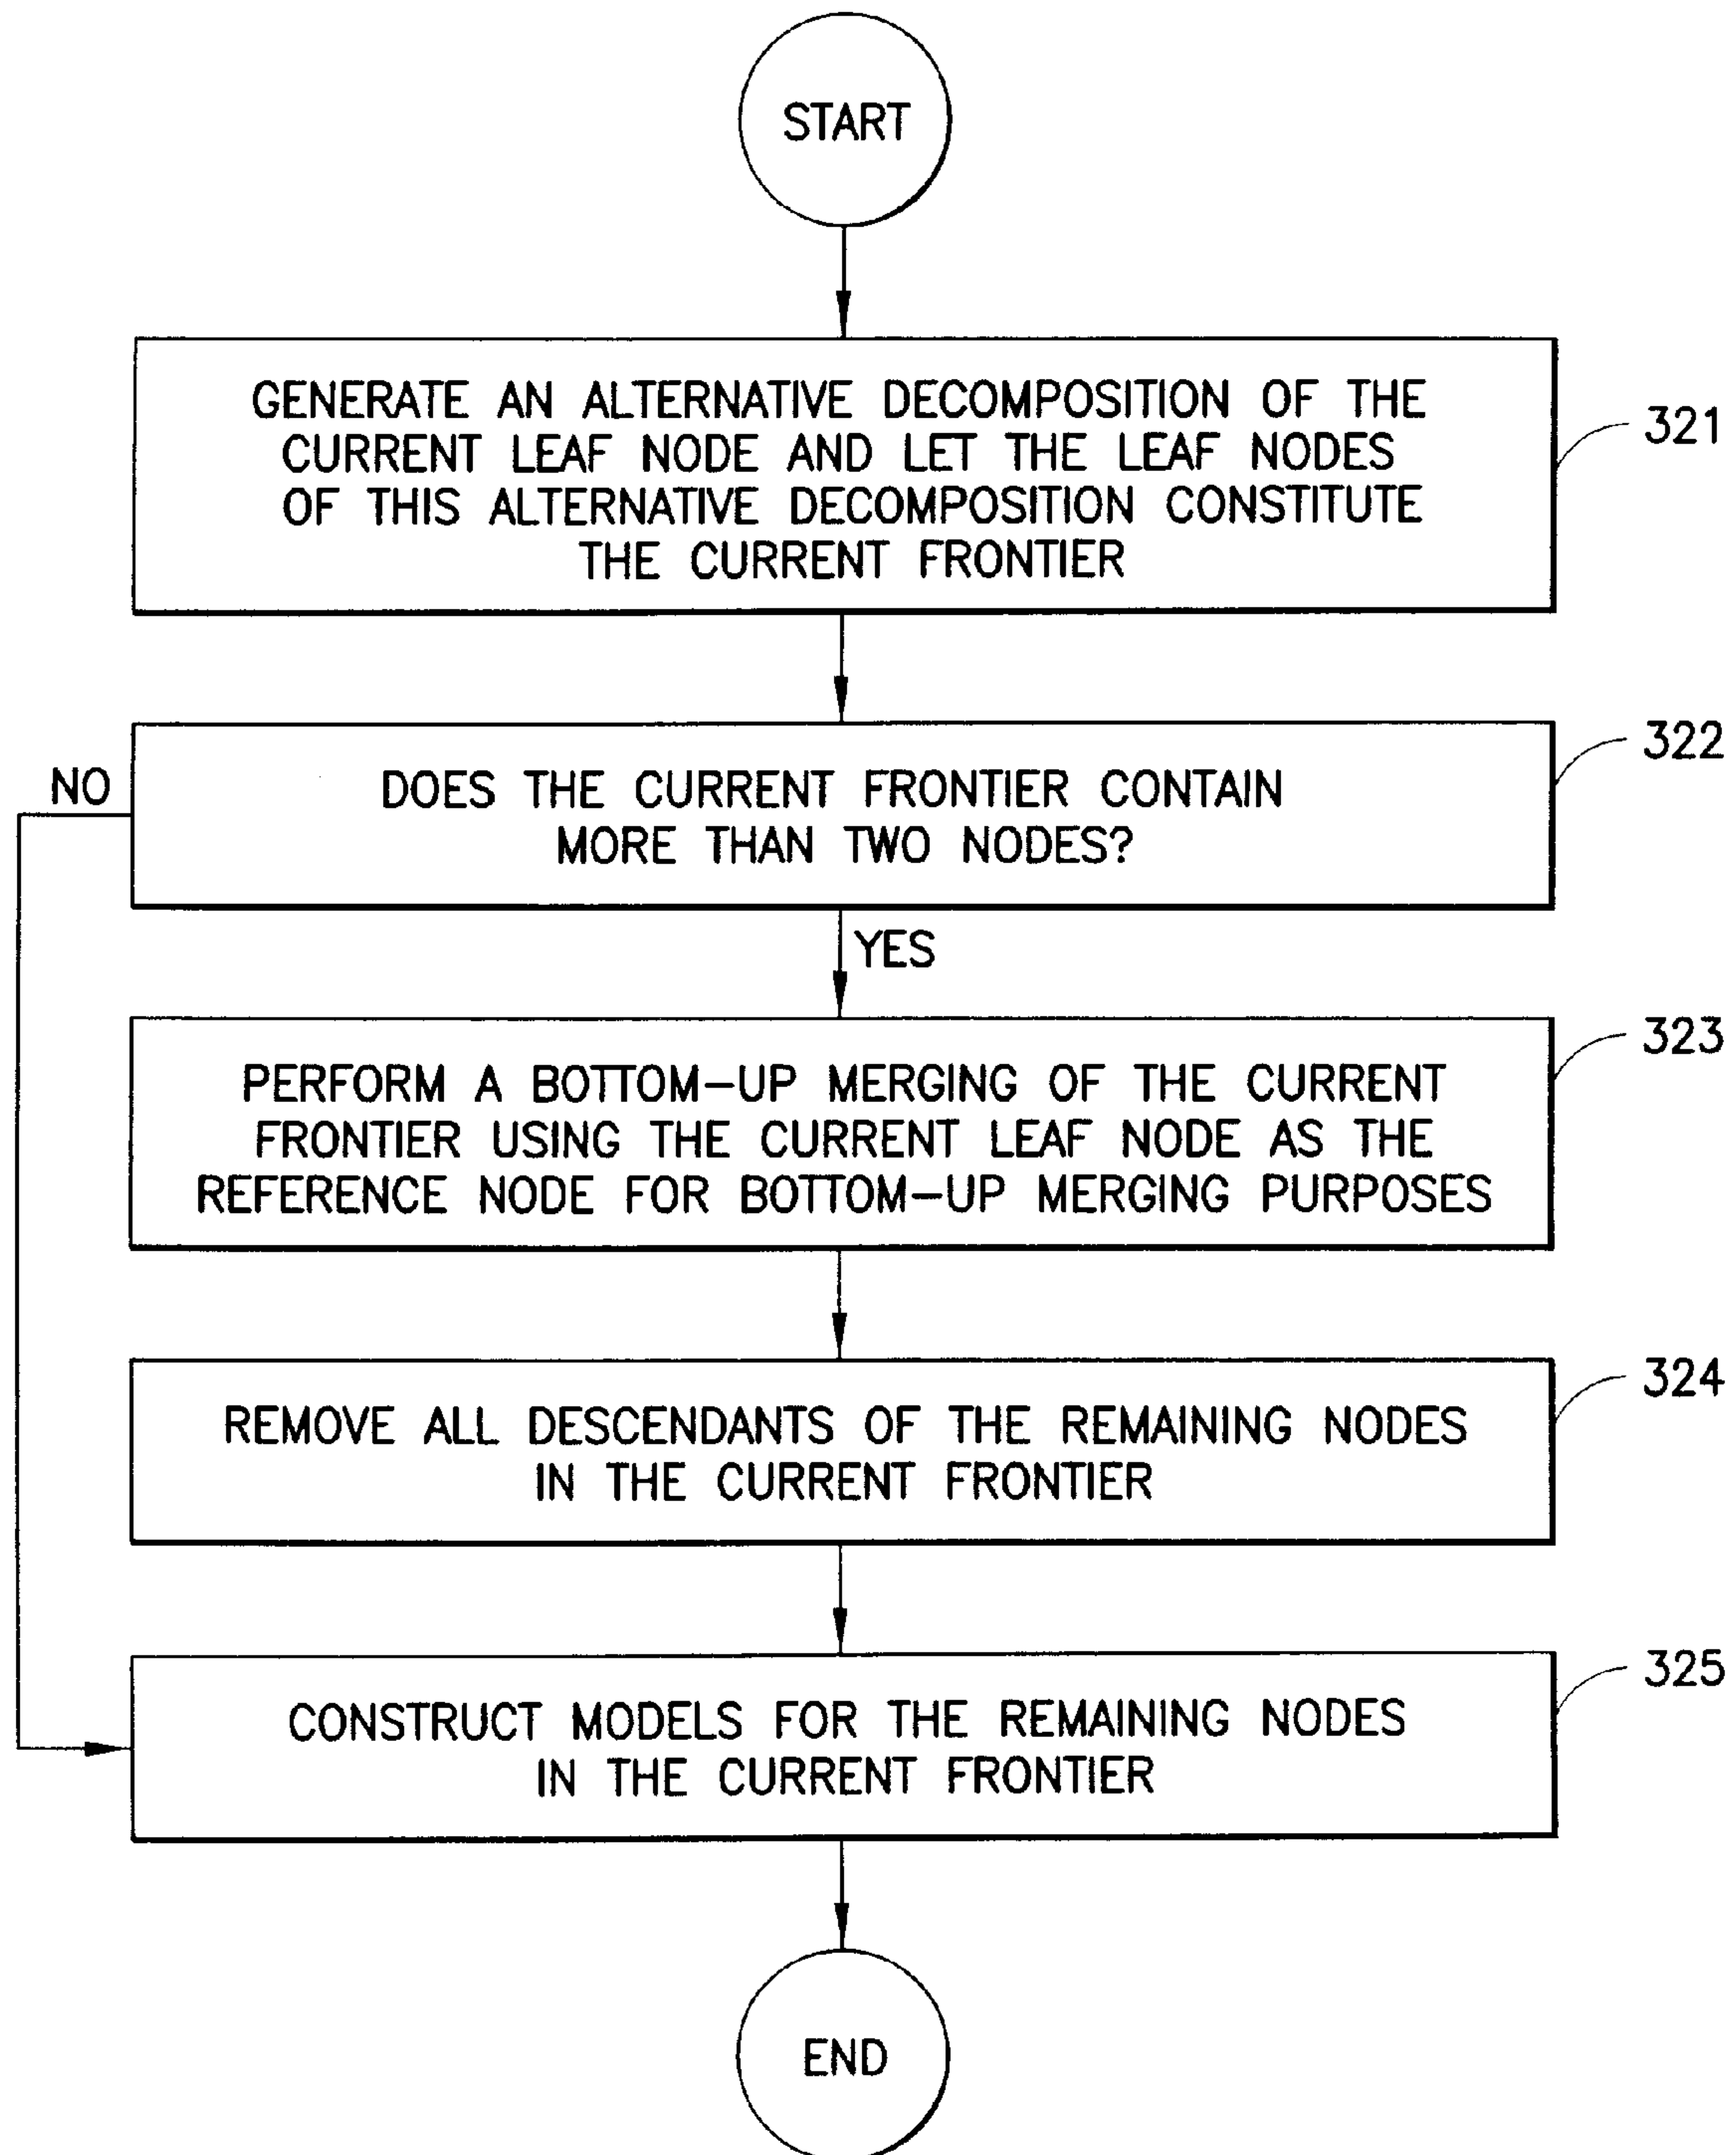 START
GENERATE AN ALTERNATIVE DECOMPOSITION OF THE
CURRENT LEAF NODE AND LET THE LEAF NODES
OF THIS ALTERNATIVE DECOMPOSITION CONSTITUTE
THE CURRENT FRONTIER
321
DOES THE CURRENT FRONTIER CONTAIN
MORE THAN TWO NODES?
322
NO
YES
PERFORM A BOTTOM-UP MERGING OF THE CURRENT
FRONTIER USING THE CURRENT LEAF NODE AS THE
REFERENCE NODE FOR BOTTOM-UP MERGING PURPOSES
323
REMOVE ALL DESCENDANTS OF THE REMAINING NODES
IN THE CURRENT FRONTIER
324
CONSTRUCT MODELS FOR THE REMAINING NODES
IN THE CURRENT FRONTIER
325
END